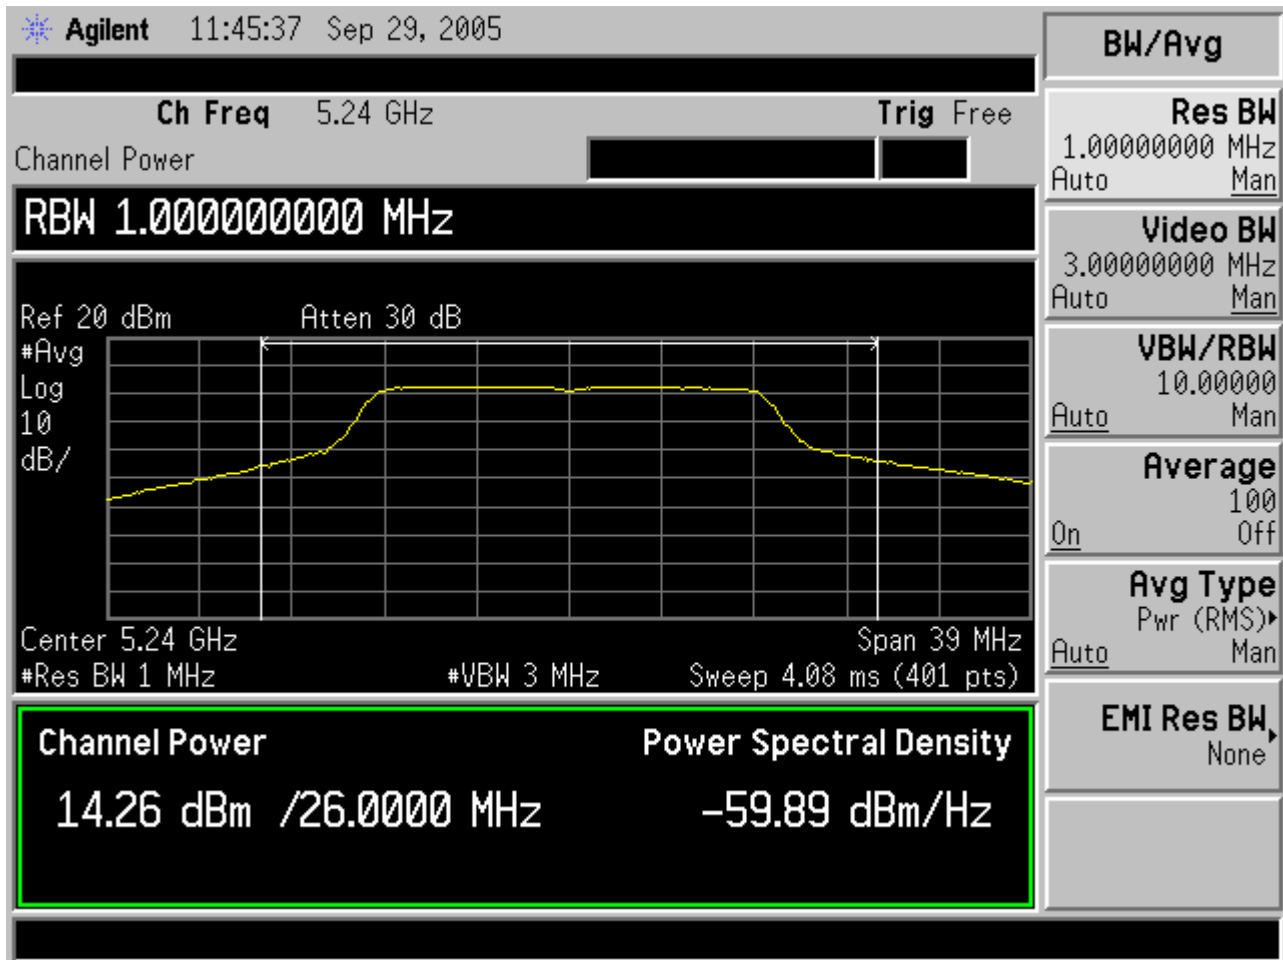 Agilent 11:45:37 Sep 29, 2005
Ch Freq 5.24 GHz Trig Free
Channel Power
RBW 1.000000000 MHz
Ref 20 dBm Atten 30 dB
#Avg
Log
10
dB/
Center 5.24 GHz Span 39 MHz
#Res BW 1 MHz #VBW 3 MHz Sweep 4.08 ms (401 pts)
Channel Power Power Spectral Density
14.26 dBm /26.0000 MHz -59.89 dBm/Hz
BW/Avg
Res BW
1.00000000 MHz
Auto Man
Video BW
3.00000000 MHz
Auto Man
VBW/RBW
10.00000
Auto Man
Average
100
On Off
Avg Type
Pwr (RMS)
Auto Man
EMI Res BW
None